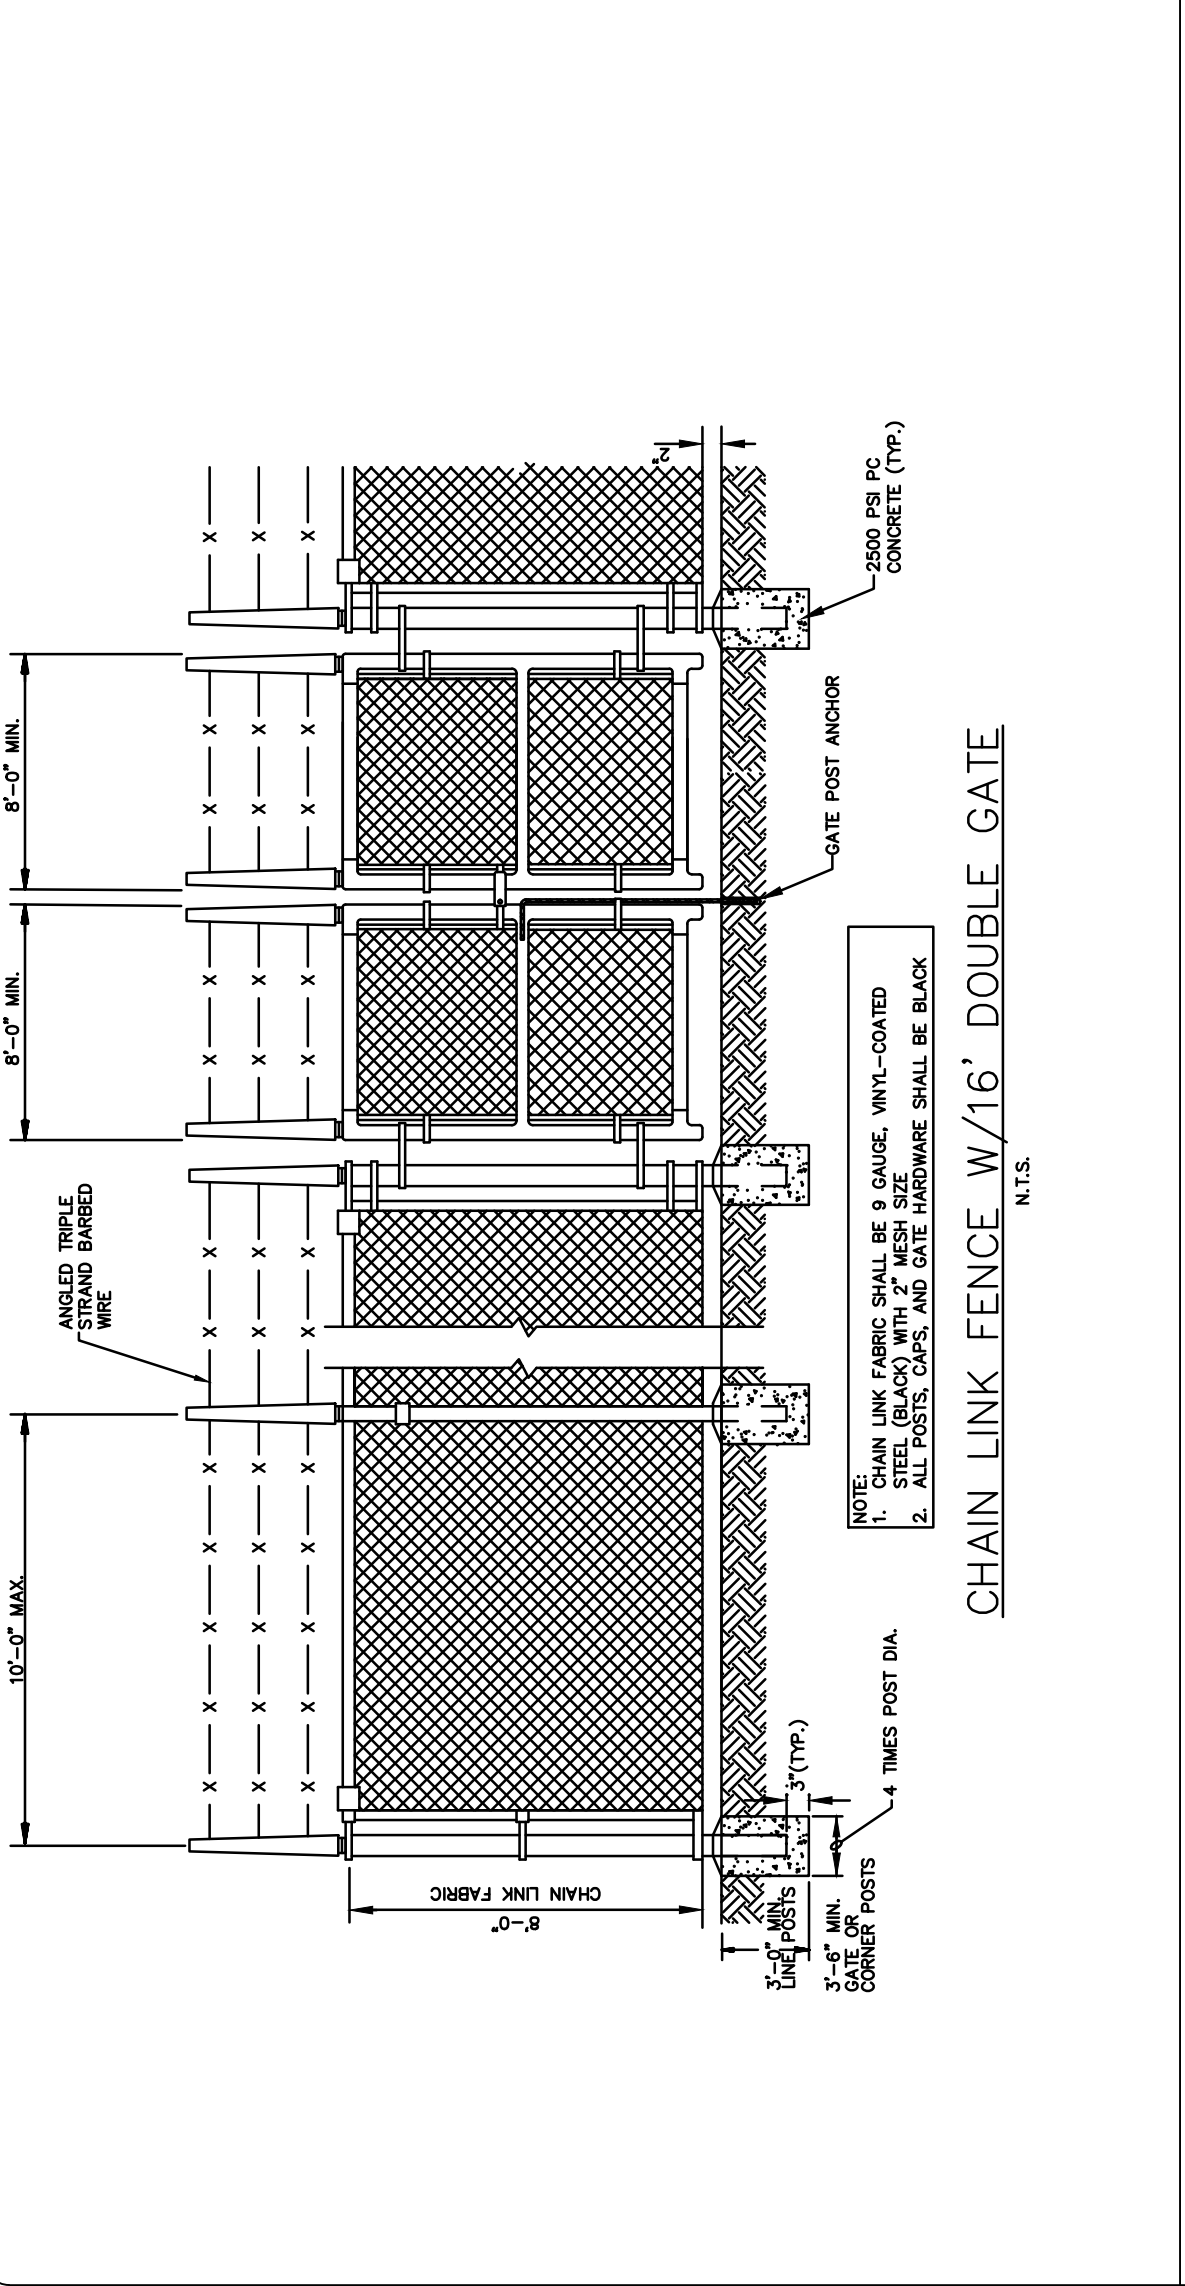 10'-0" MAX.
8'-0" MIN.
8'-0" MIN.
ANGLED TRIPLE
STRAND BARBED
WIRE
8'-0"
CHAIN LINK FABRIC
2"
3'-0" MIN.
LINE POSTS
3'-6" MIN.
GATE OR
CORNER POSTS
3"(TYP.)
4 TIMES POST DIA.
GATE POST ANCHOR
2500 PSI PC
CONCRETE (TYP.)
NOTE:
1. CHAIN LINK FABRIC SHALL BE 9 GAUGE, VINYL-COATED
STEEL (BLACK) WITH 2" MESH SIZE
2. ALL POSTS, CAPS, AND GATE HARDWARE SHALL BE BLACK
CHAIN LINK FENCE W/16' DOUBLE GATE
N.T.S.